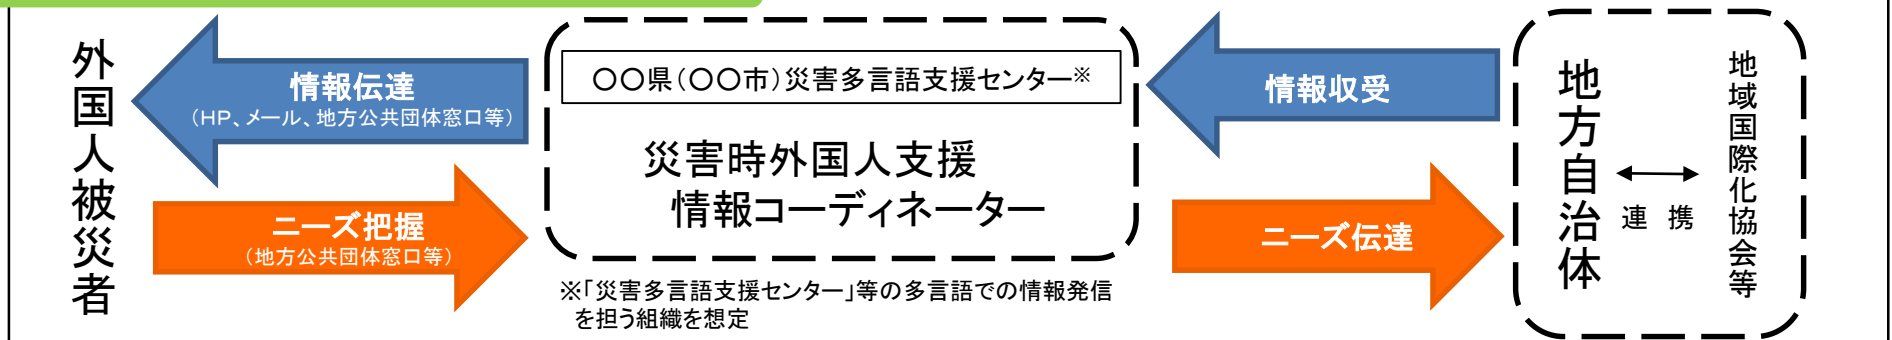 外国人被災者
情報伝達
（HP、メール、地方公共団体窓口等）
ニーズ把握
（地方公共団体窓口等）
〇〇県（〇〇市）災害多言語支援センター※
災害時外国人支援
情報コーディネーター
※「災害多言語支援センター」等の多言語での情報発信
を担う組織を想定
情報収受
ニーズ伝達
地方自治体
連携
地域国際化協会等